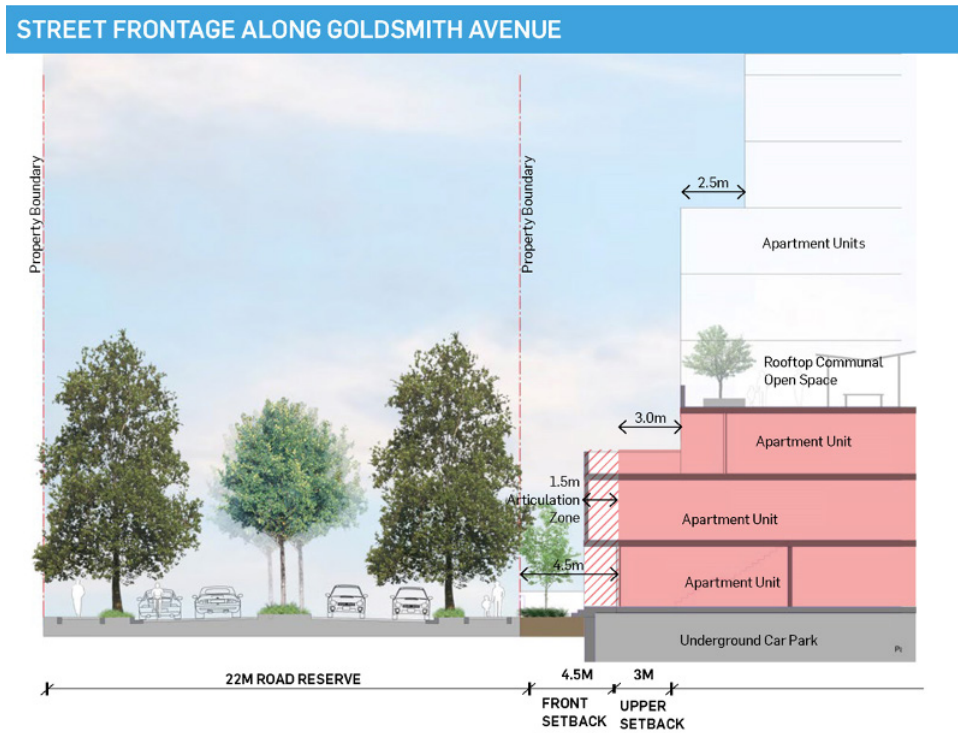 STREET FRONTAGE ALONG GOLDSMITH AVENUE
Property Boundary
Property Boundary
2.5m
Apartment Units
Rooftop Communal
Open Space
3.0m
Apartment Unit
1.5m
Articulation
Zone
Apartment Unit
4.5m
Apartment Unit
Underground Car Park
22M ROAD RESERVE
4.5M
FRONT
SETBACK
3M
UPPER
SETBACK